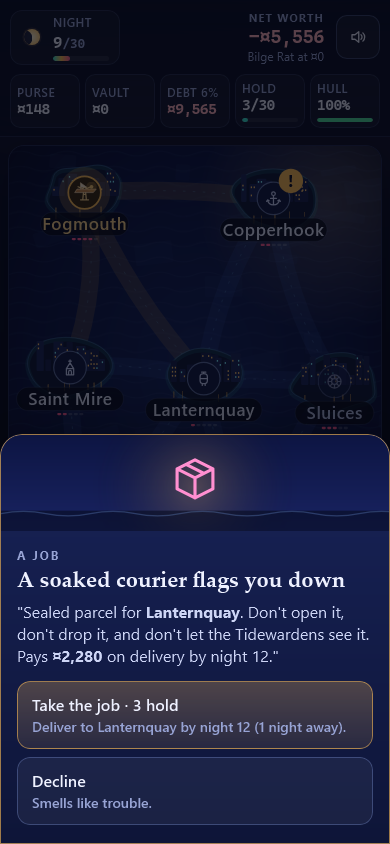 NIGHT
9/30
NET WORTH
−¤5,556
Bilge Rat at ¤0
PURSE
¤148
VAULT
¤0
DEBT 6%
¤9,565
HOLD
3/30
HULL
100%
!
Fogmouth
Copperhook
Saint Mire
Lanternquay
Sluices
A JOB
A soaked courier flags you down
"Sealed parcel for Lanternquay. Don't open it,
don't drop it, and don't let the Tidewardens see it.
Pays ¤2,280 on delivery by night 12."
Take the job · 3 hold
Deliver to Lanternquay by night 12 (1 night away).
Decline
Smells like trouble.